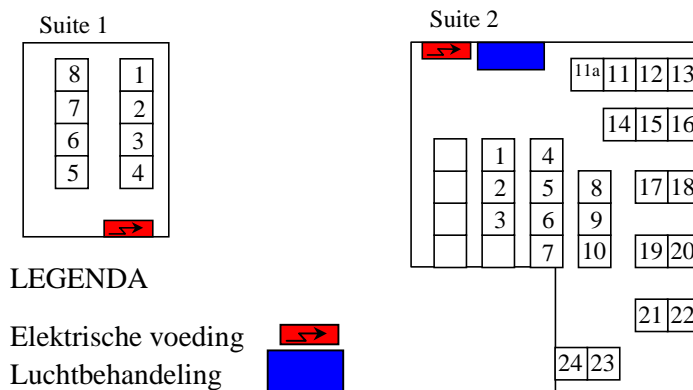 Suite 1
8 1
7 2
6 3
5 4
LEGENDA
Elektrische voeding
Luchtbehandeling
Suite 2
11a 11 12 13
14 15 16
1 4
2 5 8 17 18
3 6 9
7 10 19 20
21 22
24 23